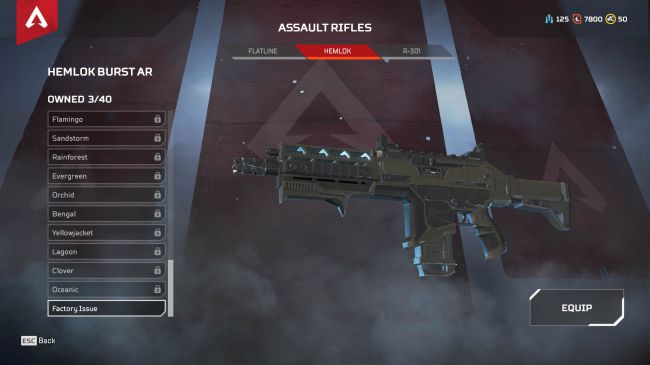 ASSAULT RIFLES
125 7800 50
FLATLINE HEMLOK R-301
HEMLOK BURST AR
OWNED 3/40
Flamingo
Sandstorm
Rainforest
Evergreen
Orchid
Bengal
Yellowjacket
Lagoon
Clover
Oceanic
Factory Issue
EQUIP
ESC Back